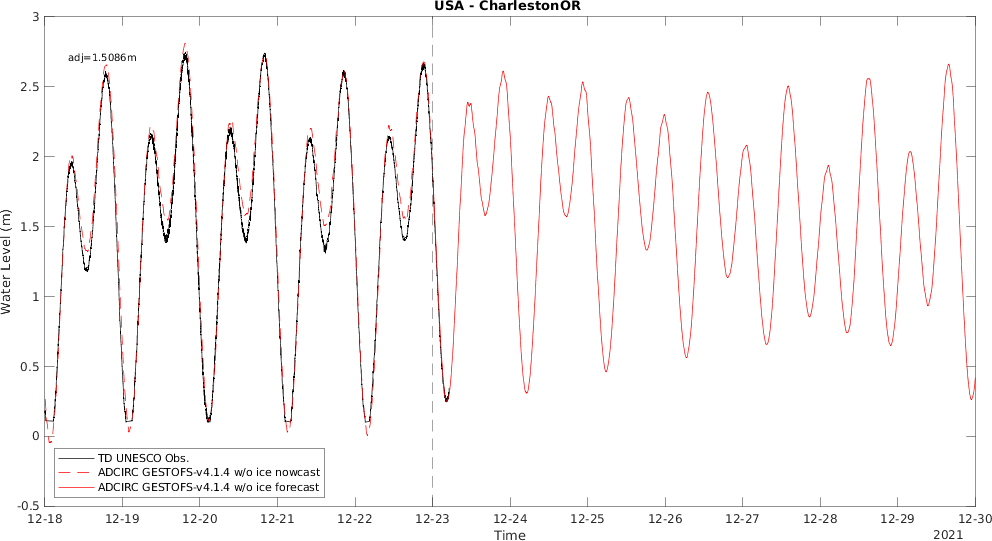 USA - CharlestonOR
adj=1.5086m
Water Level (m)
3
2.5
2
1.5
1
0.5
0
-0.5
TD UNESCO Obs.
ADCIRC GESTOFS-v4.1.4 w/o ice nowcast
ADCIRC GESTOFS-v4.1.4 w/o ice forecast
12-18 12-19 12-20 12-21 12-22 12-23 12-24 12-25 12-26 12-27 12-28 12-29 12-30
Time
2021